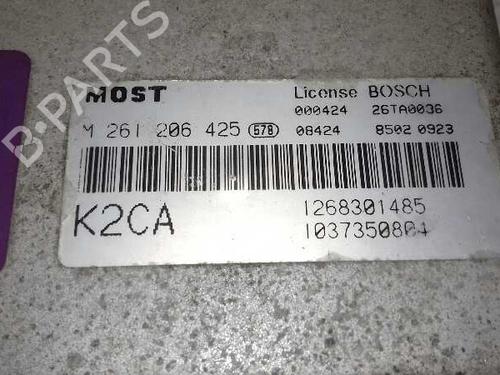 MOST License BOSCH
000424 26TA0036
M 261 206 425 578 08424 8502 0923
K2CA 1268301485
1037350804
B-PARTS